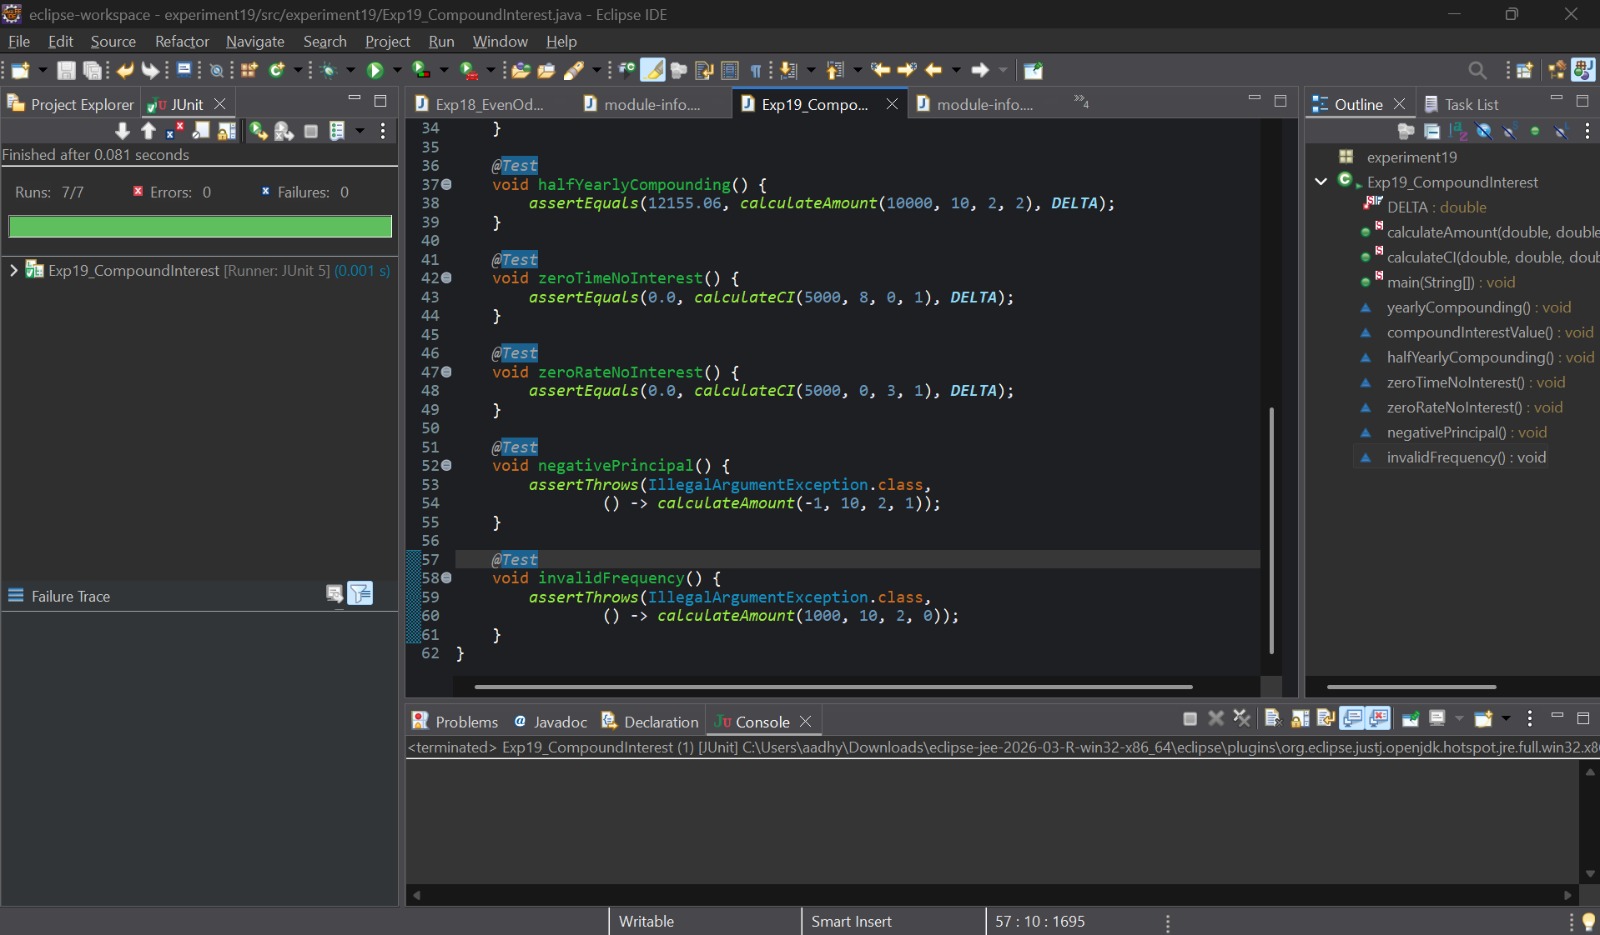 eclipse-workspace - experiment19/src/experiment19/Exp19_CompoundInterest.java - Eclipse IDE
File Edit Source Refactor Navigate Search Project Run Window Help
Project Explorer JUnit
Finished after 0.081 seconds
Runs: 7/7 Errors: 0 Failures: 0
Exp19_CompoundInterest [Runner: JUnit 5] (0.001 s)
Failure Trace
Exp18_EvenOd... module-info.... Exp19_Compo... module-info.... »4
34 }
35
36 @Test
37 void halfYearlyCompounding() {
38 assertEquals(12155.06, calculateAmount(10000, 10, 2, 2), DELTA);
39 }
40
41 @Test
42 void zeroTimeNoInterest() {
43 assertEquals(0.0, calculateCI(5000, 8, 0, 1), DELTA);
44 }
45
46 @Test
47 void zeroRateNoInterest() {
48 assertEquals(0.0, calculateCI(5000, 0, 3, 1), DELTA);
49 }
50
51 @Test
52 void negativePrincipal() {
53 assertThrows(IllegalArgumentException.class,
54 () -> calculateAmount(-1, 10, 2, 1));
55 }
56
57 @Test
58 void invalidFrequency() {
59 assertThrows(IllegalArgumentException.class,
60 () -> calculateAmount(1000, 10, 2, 0));
61 }
62 }
Outline Task List
experiment19
Exp19_CompoundInterest
DELTA : double
calculateAmount(double, double
calculateCI(double, double, doub
main(String[]) : void
yearlyCompounding() : void
compoundInterestValue() : void
halfYearlyCompounding() : void
zeroTimeNoInterest() : void
zeroRateNoInterest() : void
negativePrincipal() : void
invalidFrequency() : void
Problems Javadoc Declaration Console
<terminated> Exp19_CompoundInterest (1) [JUnit] C:\Users\aadhy\Downloads\eclipse-jee-2026-03-R-win32-x86_64\eclipse\plugins\org.eclipse.justj.openjdk.hotspot.jre.full.win32.x8
Writable Smart Insert 57 : 10 : 1695